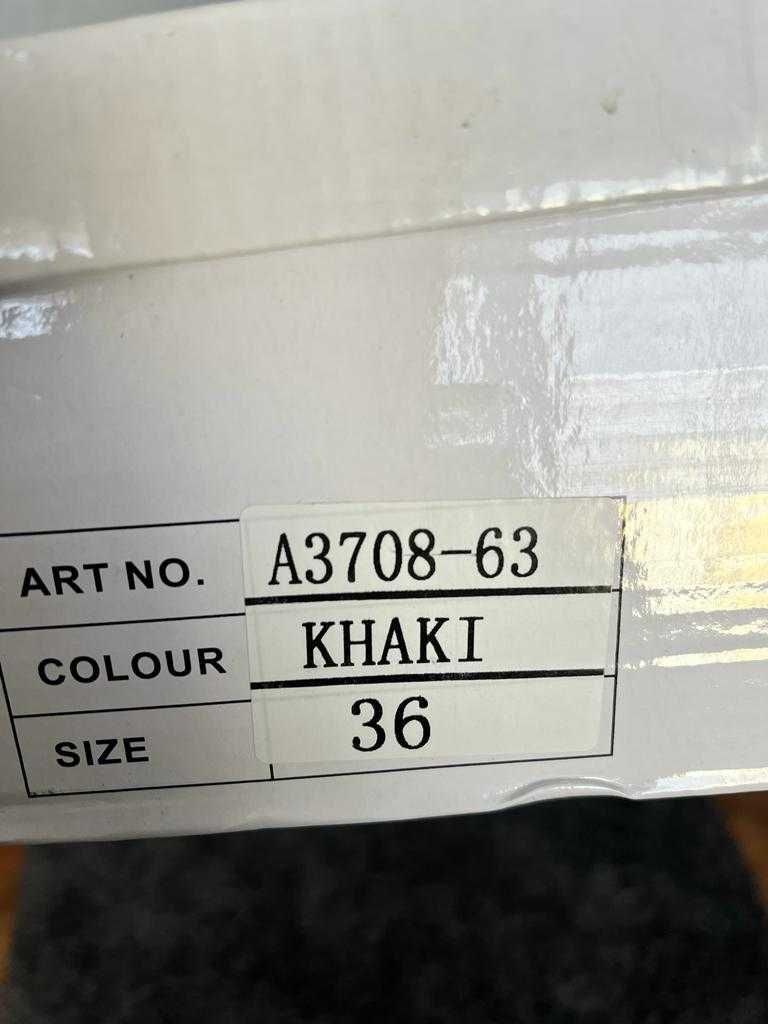 ART NO. A3708-63
COLOUR KHAKI
SIZE 36